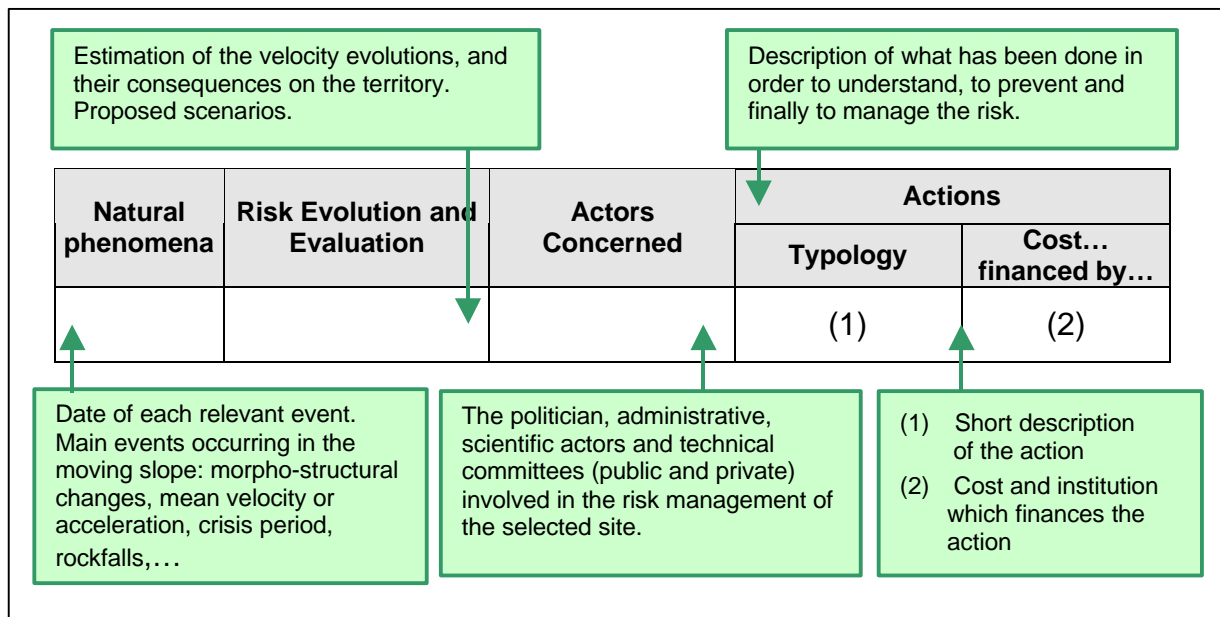 Estimation of the velocity evolutions, and
their consequences on the territory.
Proposed scenarios.
Description of what has been done in
order to understand, to prevent and
finally to manage the risk.
Natural
phenomena
Risk Evolution and
Evaluation
Actors
Concerned
Actions
Typology
Cost…
financed by…
(1)
(2)
Date of each relevant event.
Main events occurring in the
moving slope: morpho-structural
changes, mean velocity or
acceleration, crisis period,
rockfalls,…
The politician, administrative,
scientific actors and technical
committees (public and private)
involved in the risk management of
the selected site.
(1) Short description
of the action
(2) Cost and institution
which finances the
action